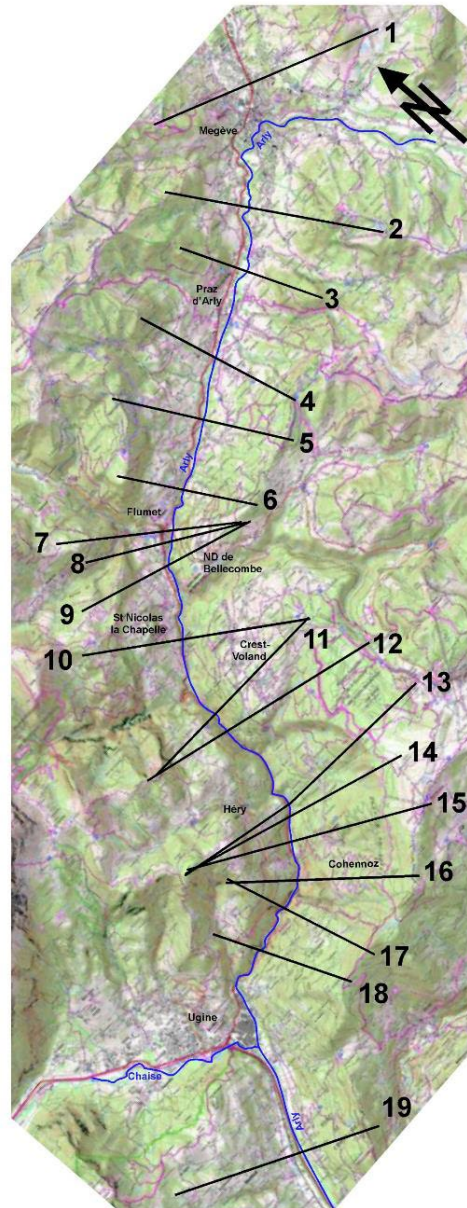 1
N
Megève
Arly
2
3
Praz
d'Arly
4
5
Arly
6
Flumet
7
8
ND de
Bellecombe
9
St Nicolas
la Chapelle
10
11
12
Crest-
Voland
13
14
15
Héry
Cohennoz
16
17
18
Ugine
Chaise
Arly
19